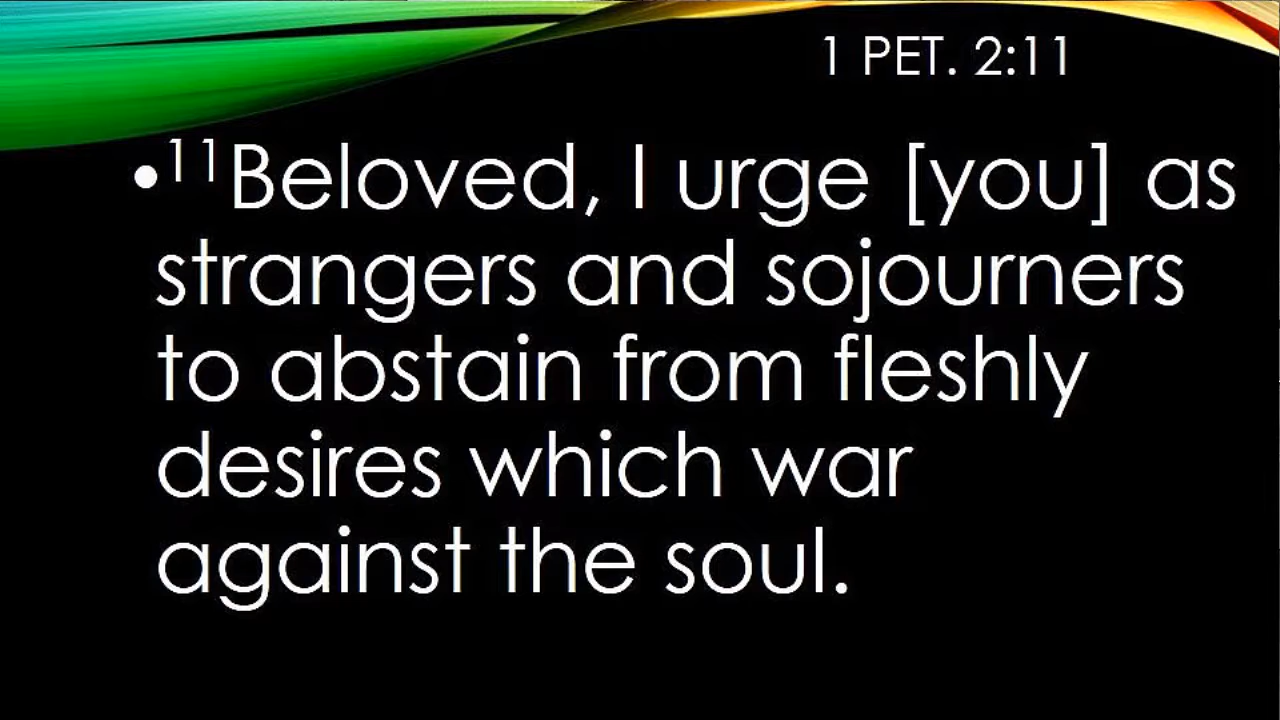 1 PET. 2:11
•¹¹Beloved, I urge [you] as
strangers and sojourners
to abstain from fleshly
desires which war
against the soul.